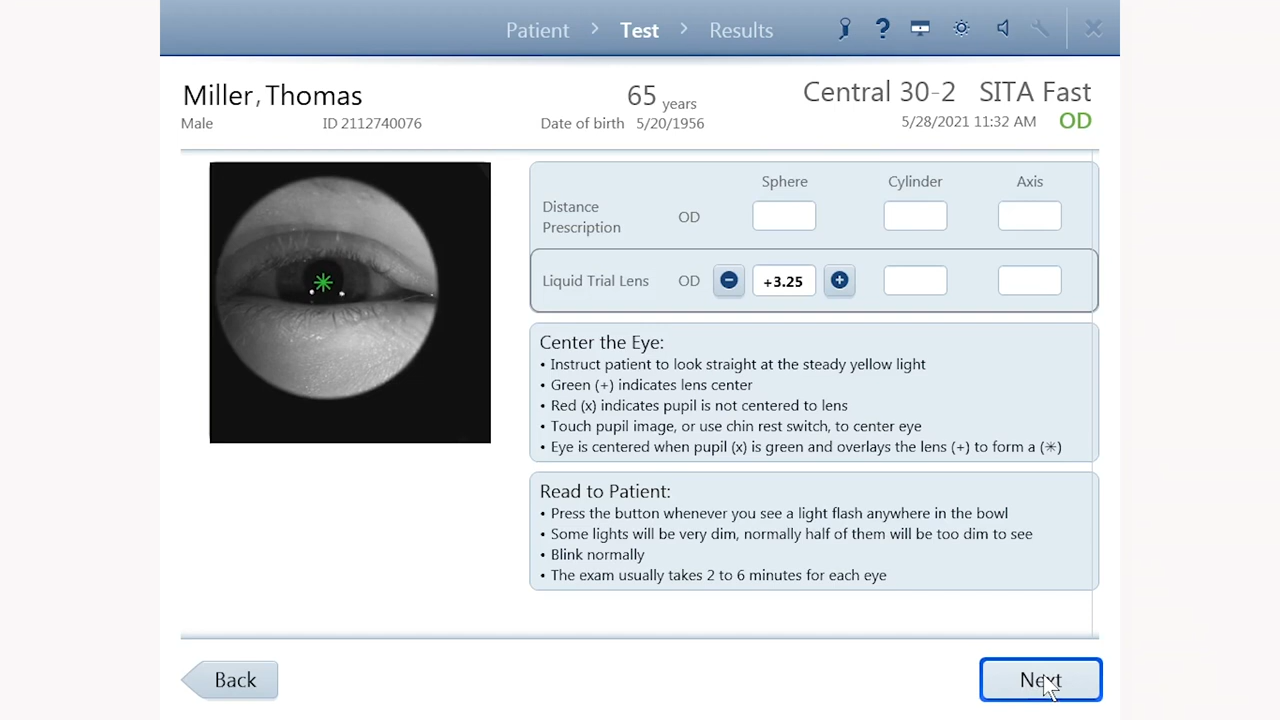 Patient > Test > Results
Miller, Thomas 65 years Central 30-2 SITA Fast
Male ID 2112740076 Date of birth 5/20/1956 5/28/2021 11:32 AM OD
Sphere Cylinder Axis
Distance
Prescription OD
Liquid Trial Lens OD +3.25
Center the Eye:
• Instruct patient to look straight at the steady yellow light
• Green (+) indicates lens center
• Red (x) indicates pupil is not centered to lens
• Touch pupil image, or use chin rest switch, to center eye
• Eye is centered when pupil (x) is green and overlays the lens (+) to form a (✳)
Read to Patient:
• Press the button whenever you see a light flash anywhere in the bowl
• Some lights will be very dim, normally half of them will be too dim to see
• Blink normally
• The exam usually takes 2 to 6 minutes for each eye
Back Next